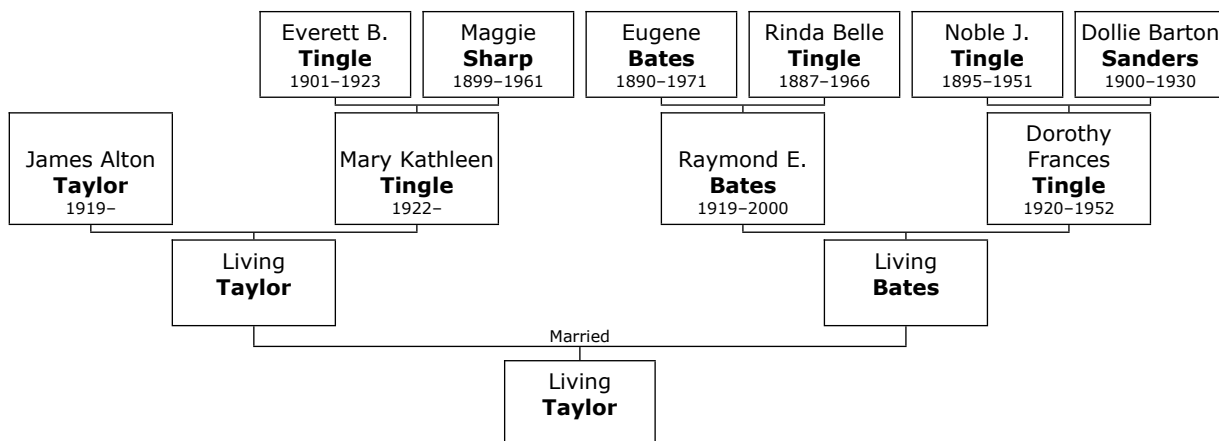 Everett B.
Tingle
1901–1923
Maggie
Sharp
1899–1961
Eugene
Bates
1890–1971
Rinda Belle
Tingle
1887–1966
Noble J.
Tingle
1895–1951
Dollie Barton
Sanders
1900–1930
James Alton
Taylor
1919–
Mary Kathleen
Tingle
1922–
Raymond E.
Bates
1919–2000
Dorothy
Frances
Tingle
1920–1952
Living
Taylor
Living
Bates
Married
Living
Taylor